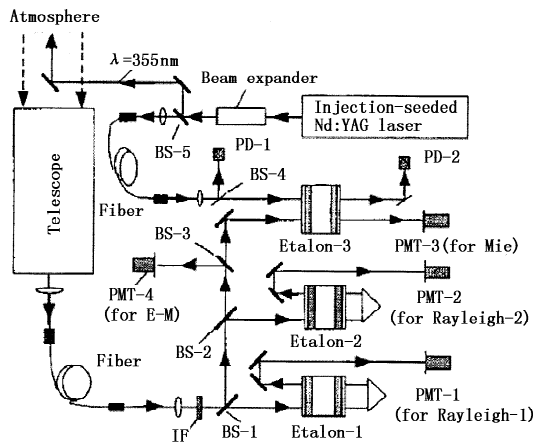 Atmosphere
λ=355nm
Beam expander
Injection-seeded
Nd:YAG laser
BS-5
PD-1
PD-2
BS-4
Telescope
Fiber
BS-3
Etalon-3
PMT-3(for Mie)
PMT-4
(for E-M)
PMT-2
(for Rayleigh-2)
BS-2
Etalon-2
Fiber
PMT-1
(for Rayleigh-1)
IF
BS-1
Etalon-1